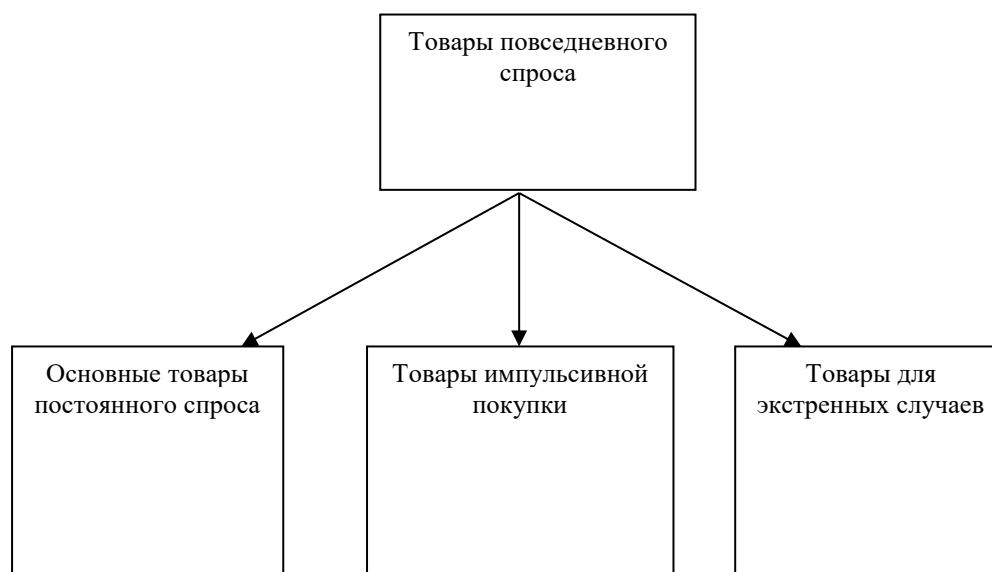 Товары повседневного
спроса
Основные товары
постоянного спроса
Товары импульсивной
покупки
Товары для
экстренных случаев